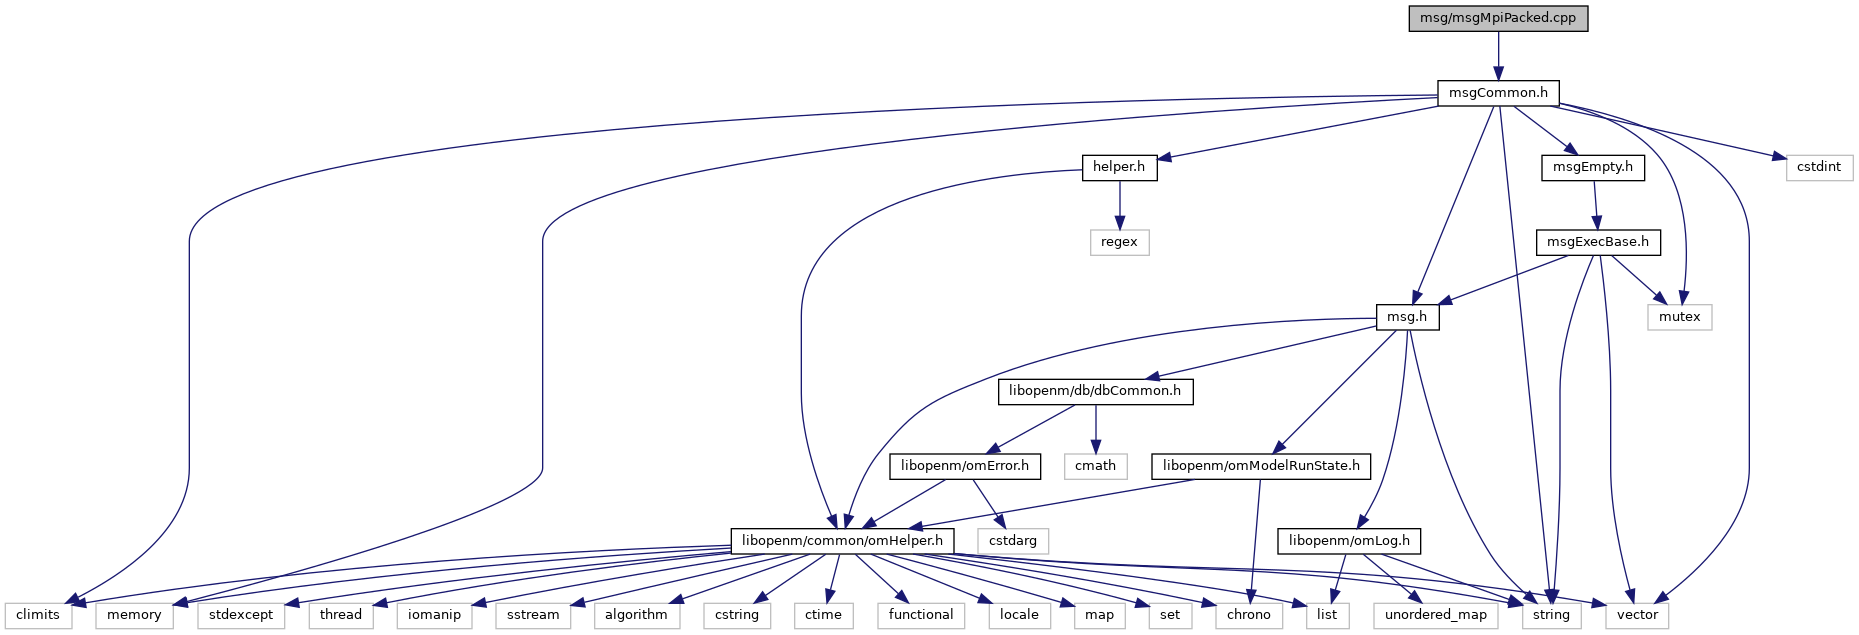 msg/msgMpiPacked.cpp
msgCommon.h
helper.h
msgEmpty.h
cstdint
regex
msgExecBase.h
msg.h
mutex
libopenm/db/dbCommon.h
libopenm/omError.h
cmath
libopenm/omModelRunState.h
libopenm/common/omHelper.h
cstdarg
libopenm/omLog.h
climits
memory
stdexcept
thread
iomanip
sstream
algorithm
cstring
ctime
functional
locale
map
set
chrono
list
unordered_map
string
vector